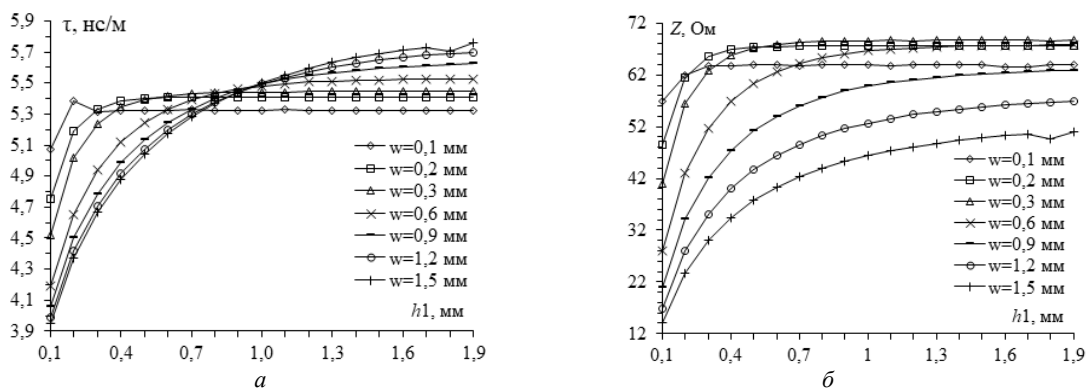 τ, нс/м
5,9
5,7
5,5
5,3
5,1
4,9
4,7
4,5
4,3
4,1
3,9
w=0,1 мм
w=0,2 мм
w=0,3 мм
w=0,6 мм
w=0,9 мм
w=1,2 мм
w=1,5 мм
h1, мм
0,1 0,4 0,7 1,0 1,3 1,6 1,9
а
Z, Ом
72
62
52
42
32
22
12
w=0,1 мм
w=0,2 мм
w=0,3 мм
w=0,6 мм
w=0,9 мм
w=1,2 мм
w=1,5 мм
h1, мм
0,1 0,4 0,7 1 1,3 1,6 1,9
б